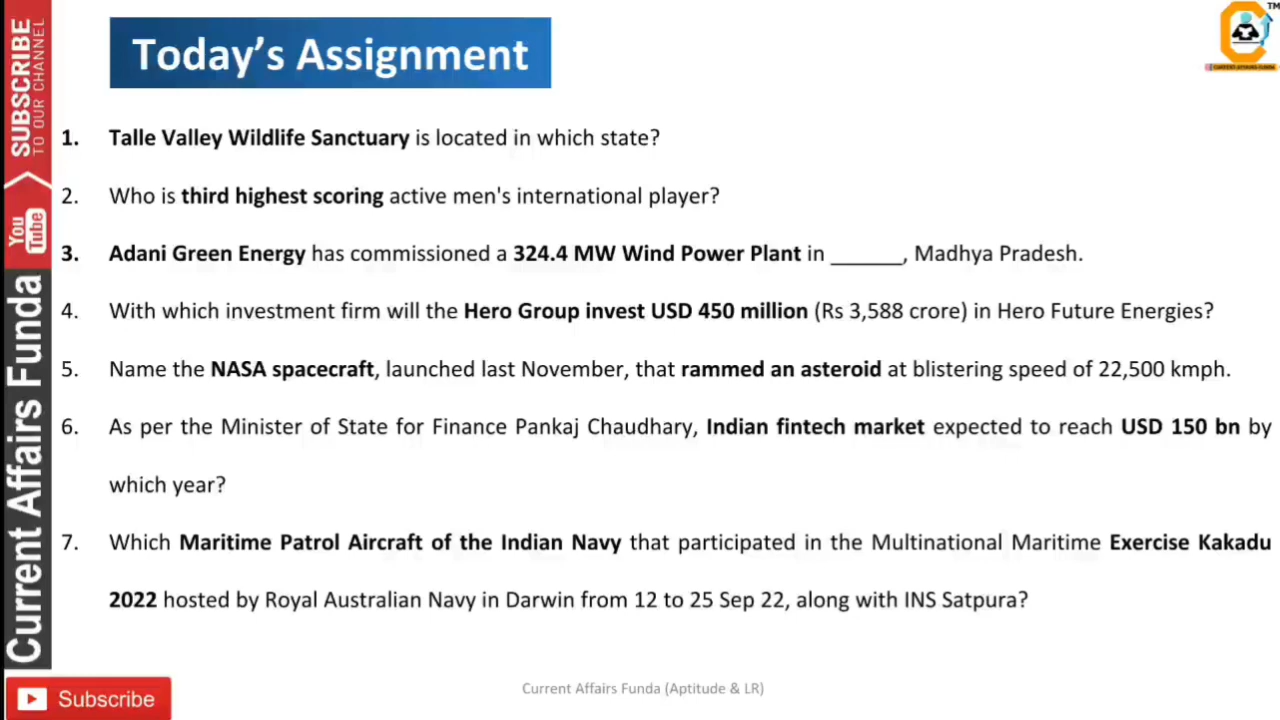 Today's Assignment
1. Talle Valley Wildlife Sanctuary is located in which state?
2. Who is third highest scoring active men's international player?
3. Adani Green Energy has commissioned a 324.4 MW Wind Power Plant in ______, Madhya Pradesh.
4. With which investment firm will the Hero Group invest USD 450 million (Rs 3,588 crore) in Hero Future Energies?
5. Name the NASA spacecraft, launched last November, that rammed an asteroid at blistering speed of 22,500 kmph.
6. As per the Minister of State for Finance Pankaj Chaudhary, Indian fintech market expected to reach USD 150 bn by
which year?
7. Which Maritime Patrol Aircraft of the Indian Navy that participated in the Multinational Maritime Exercise Kakadu
2022 hosted by Royal Australian Navy in Darwin from 12 to 25 Sep 22, along with INS Satpura?
Current Affairs Funda (Aptitude & LR)
SUBSCRIBE
TO OUR CHANNEL
You
Tube
Current Affairs Funda
Subscribe
TM
CURRENT AFFAIRS FUNDA